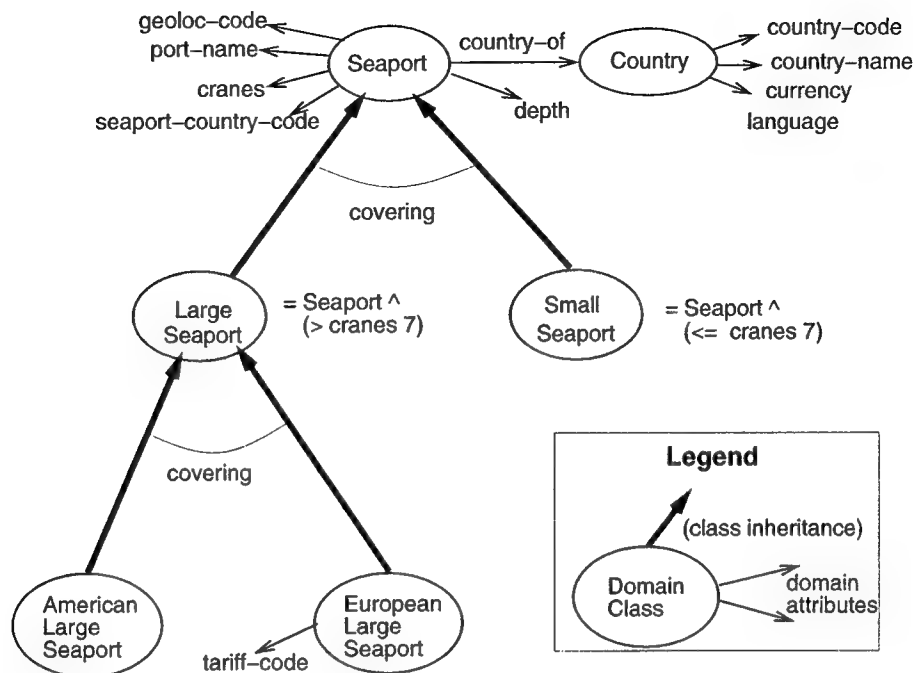 geoloc-code
port-name
cranes
seaport-country-code
Seaport
country-of
Country
country-code
country-name
currency
language
depth
covering
Large
Seaport
= Seaport ^
(> cranes 7)
Small
Seaport
= Seaport ^
(<= cranes 7)
covering
American
Large
Seaport
European
Large
Seaport
tariff-code
Legend
(class inheritance)
Domain
Class
domain
attributes